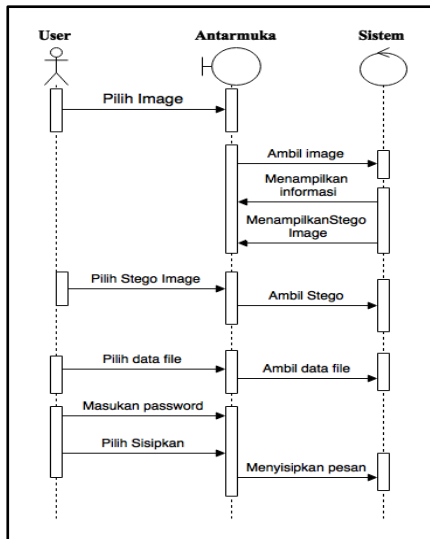 User Antarmuka Sistem
Pilih Image
Ambil image
Menampilkan
informasi
MenampilkanStego
Image
Pilih Stego Image
Ambil Stego
Pilih data file
Ambil data file
Masukan password
Pilih Sisipkan
Menyisipkan pesan